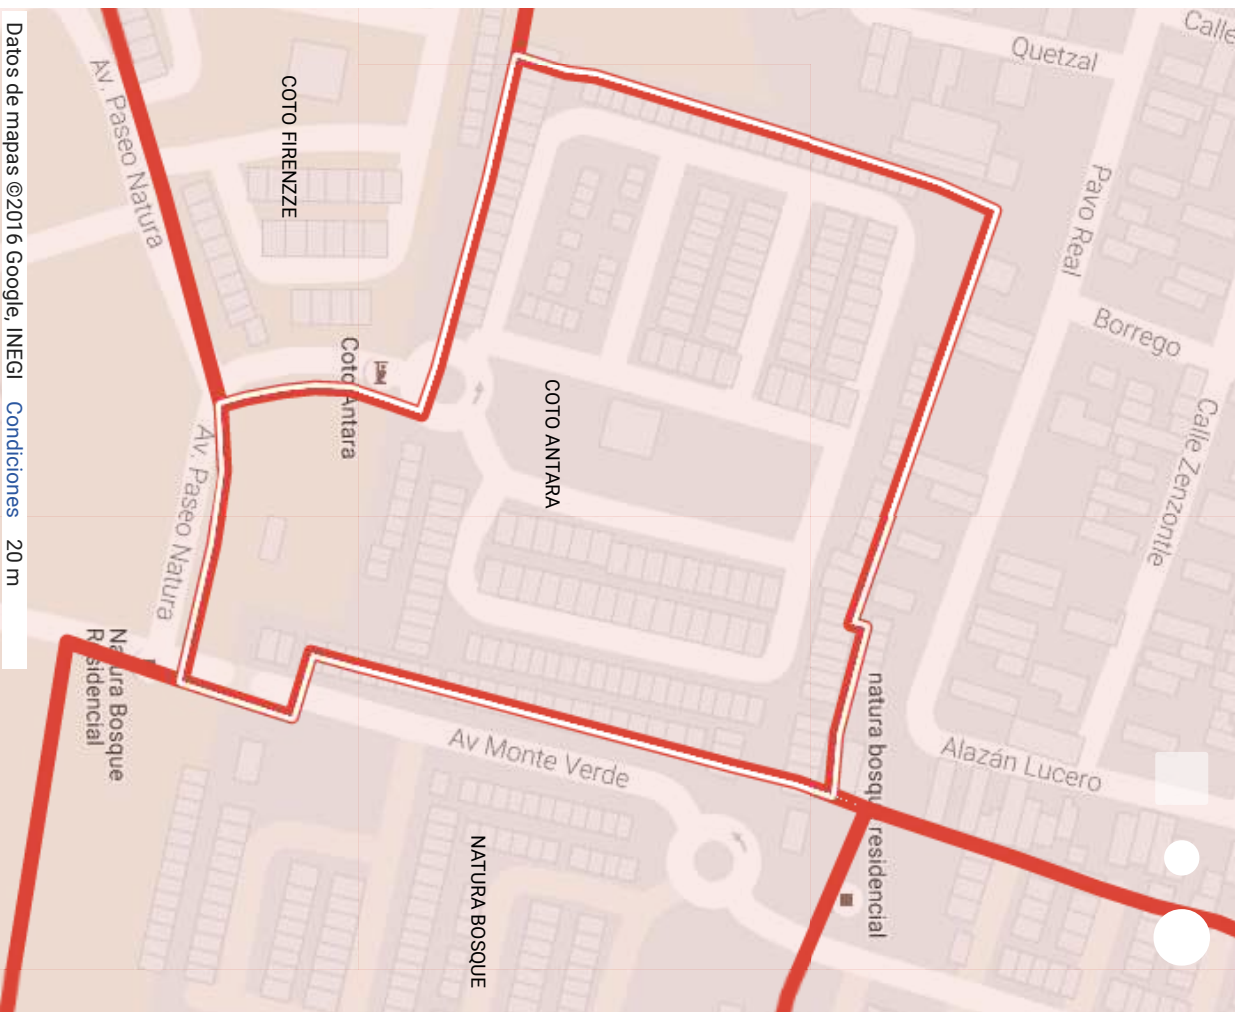 Calle
Quetzal
Av. Paseo Natura
COTO FIRENZZE
Pavo Real
Borrego
Coto Antara
COTO ANTARA
Calle Zenzontle
Av. Paseo Natura
Natura Bosque
Residencial
Av Monte Verde
natura bosque residencial
Alazán Lucero
NATURA BOSQUE
Datos de mapas ©2016 Google, INEGI Condiciones 20 m